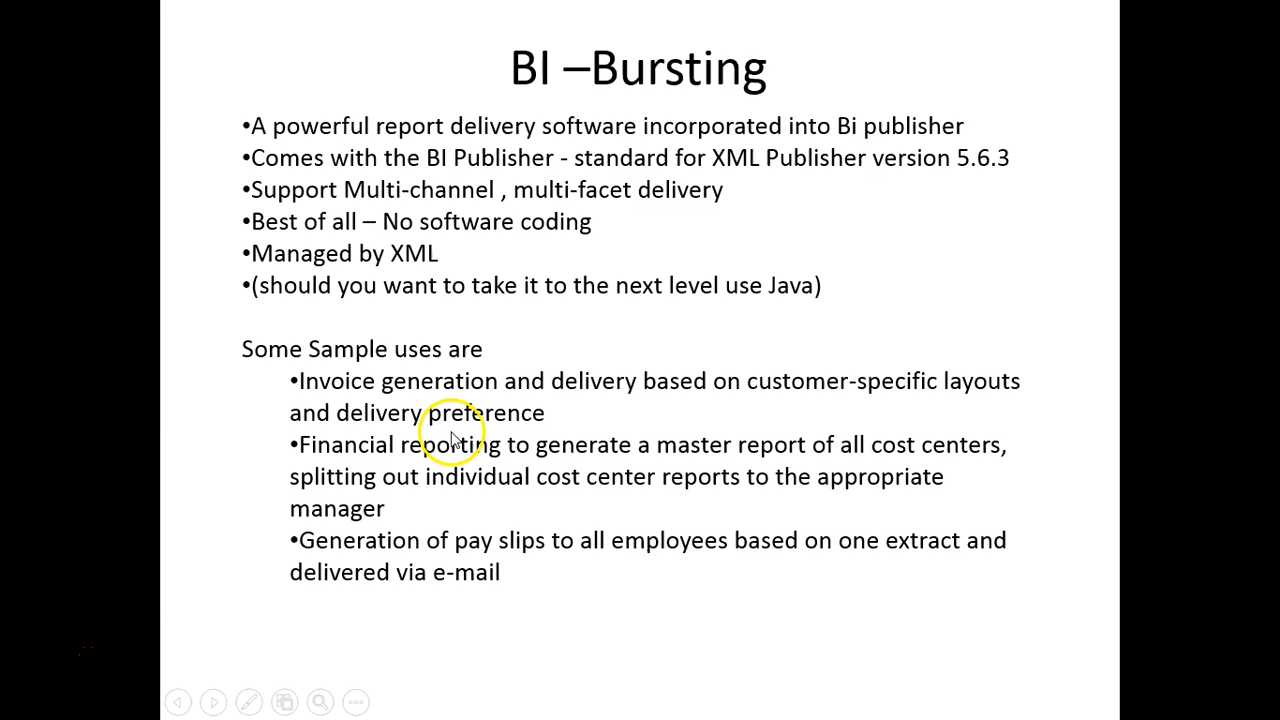 BI –Bursting
•A powerful report delivery software incorporated into Bi publisher
•Comes with the BI Publisher - standard for XML Publisher version 5.6.3
•Support Multi-channel , multi-facet delivery
•Best of all – No software coding
•Managed by XML
•(should you want to take it to the next level use Java)
Some Sample uses are
•Invoice generation and delivery based on customer-specific layouts
and delivery preference
•Financial reporting to generate a master report of all cost centers,
splitting out individual cost center reports to the appropriate
manager
•Generation of pay slips to all employees based on one extract and
delivered via e-mail